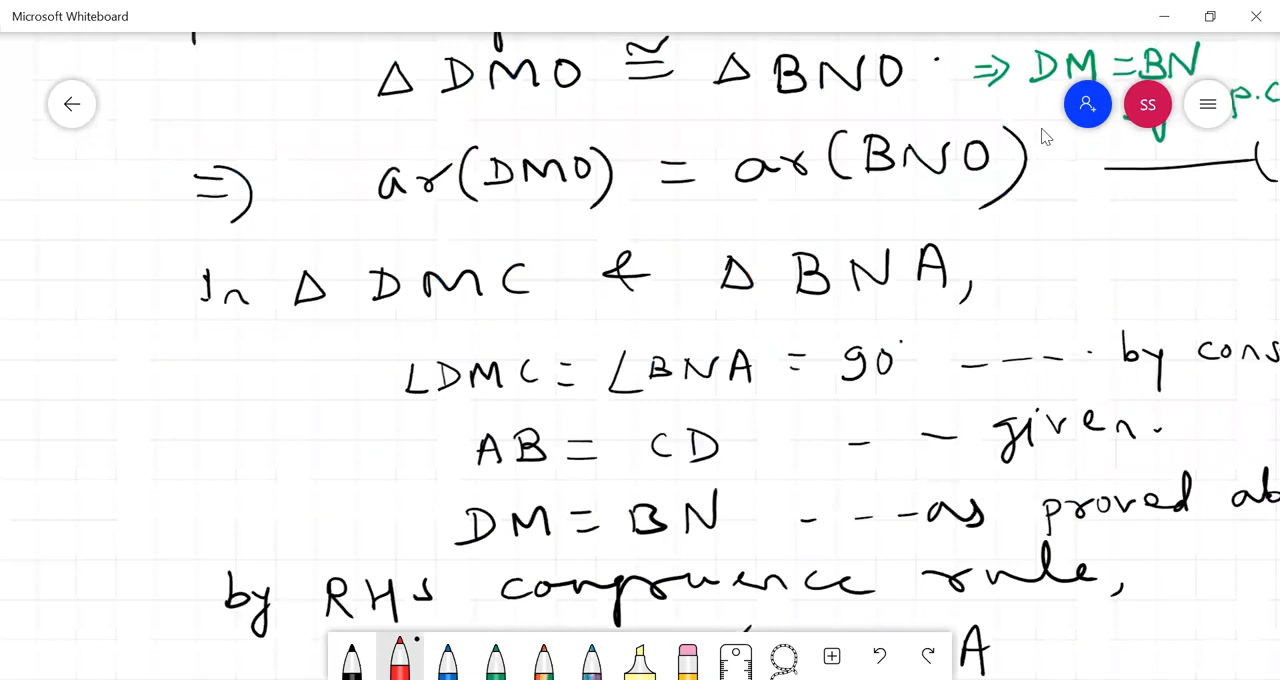 Microsoft Whiteboard
△ DMO ≅ △ BNO ⇒ DM = BN
SS
p.c
⇒ ar(DMO) = ar(BNO) —— (
In △ DMC & △ BNA,
∠DMC = ∠BNA = 90° ---- by cons
AB = CD -- given.
DM = BN --- as proved ab
by RHS congruence rule,
A